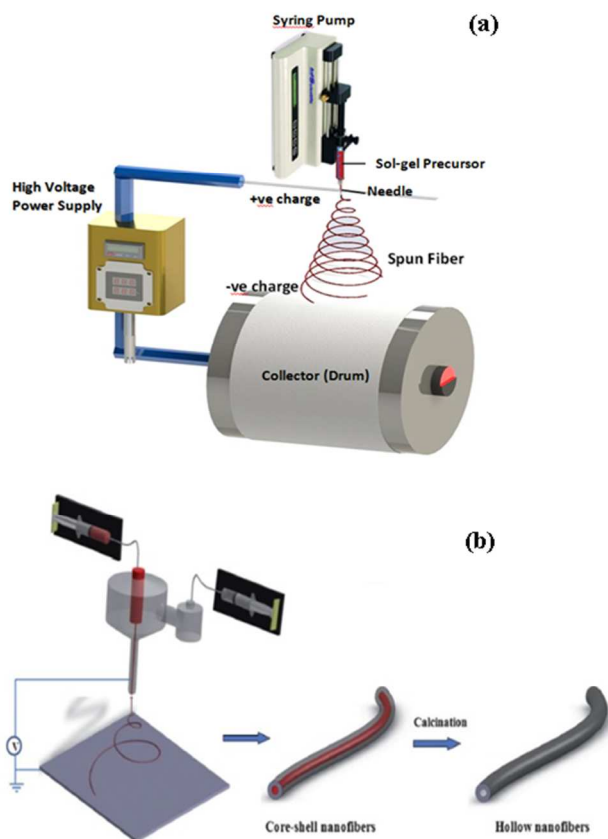 Syring Pump
(a)
Sol-gel Precursor
High Voltage
Power Supply
+ve charge
Needle
Spun Fiber
-ve charge
Collector (Drum)
(b)
V
Calcination
Core-shell nanofibers
Hollow nanofibers